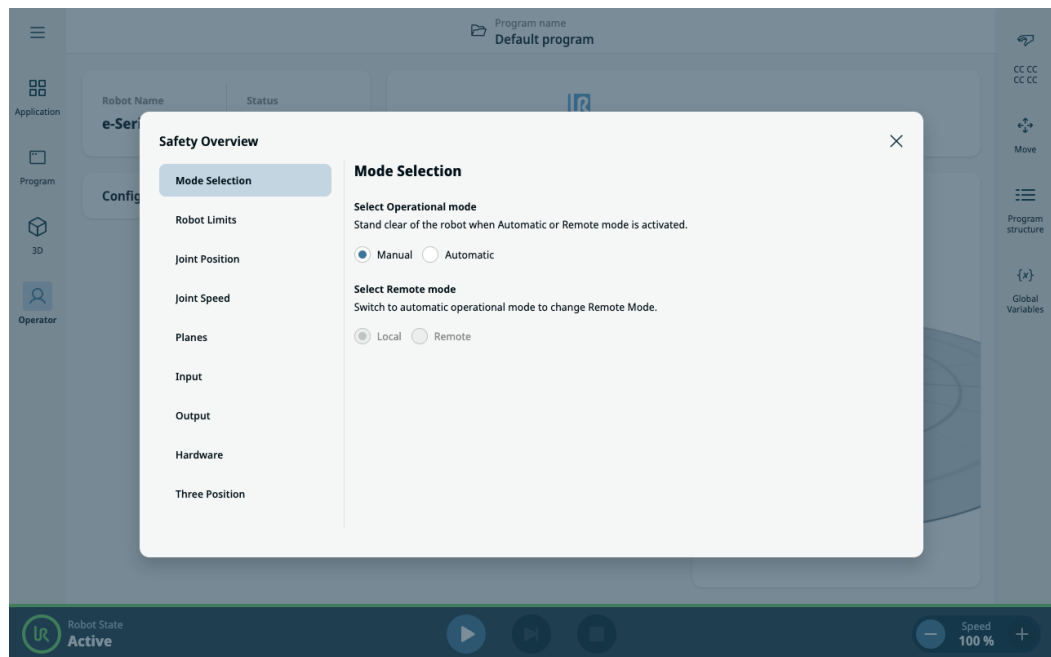 Program name
Default program
Application
Program
3D
Operator
Robot Name
Status
e-Seri
Config
Safety Overview
Mode Selection
Robot Limits
Joint Position
Joint Speed
Planes
Input
Output
Hardware
Three Position
Mode Selection
Select Operational mode
Stand clear of the robot when Automatic or Remote mode is activated.
Manual Automatic
Select Remote mode
Switch to automatic operational mode to change Remote Mode.
Local Remote
CC CC
CC CC
Move
Program
structure
{x}
Global
Variables
Robot State
Active
Speed
100 %